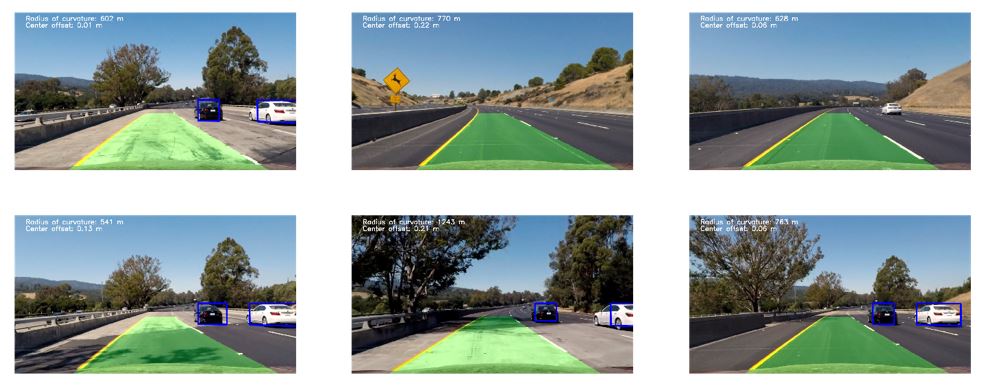 Radius of curvature: 602 m
Center offset: 0.01 m
Radius of curvature: 770 m
Center offset: 0.22 m
Radius of curvature: 628 m
Center offset: 0.06 m
Radius of curvature: 541 m
Center offset: 0.13 m
Radius of curvature: 1243 m
Center offset: 0.21 m
Radius of curvature: 763 m
Center offset: 0.06 m